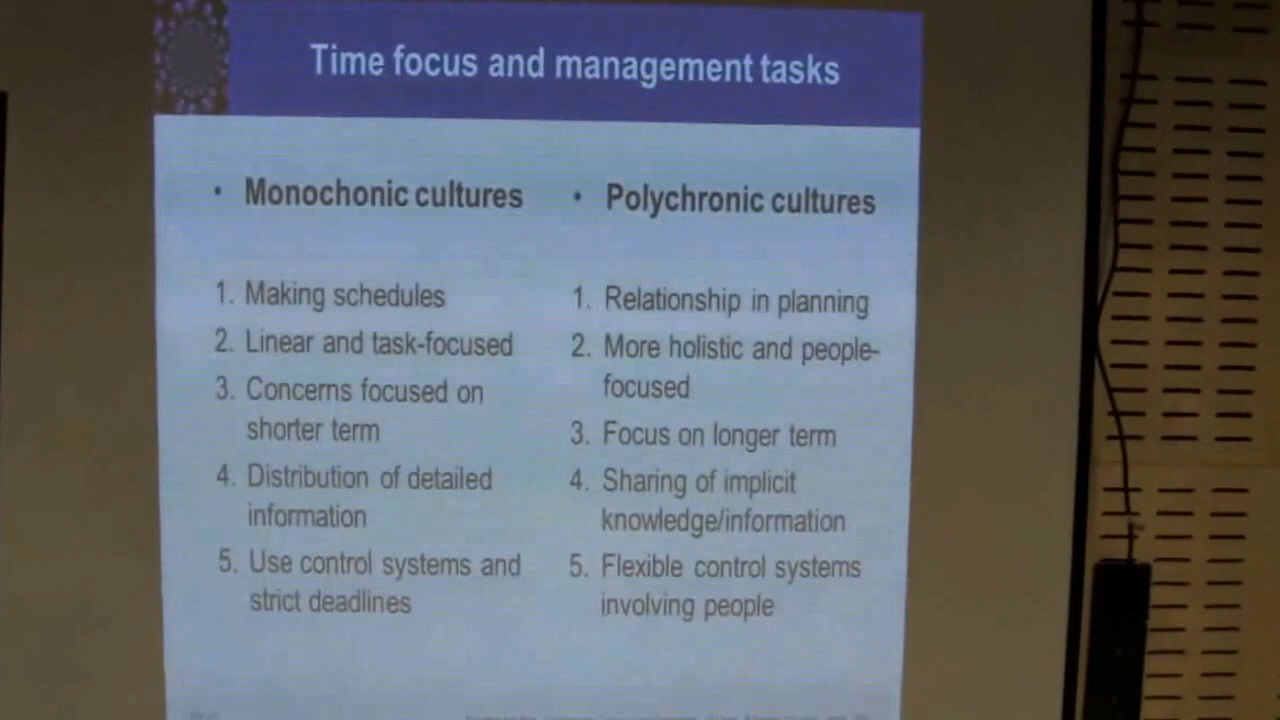 Time focus and management tasks
• Monochonic cultures
1. Making schedules
2. Linear and task-focused
3. Concerns focused on
shorter term
4. Distribution of detailed
information
5. Use control systems and
strict deadlines
• Polychronic cultures
1. Relationship in planning
2. More holistic and people-
focused
3. Focus on longer term
4. Sharing of implicit
knowledge/information
5. Flexible control systems
involving people